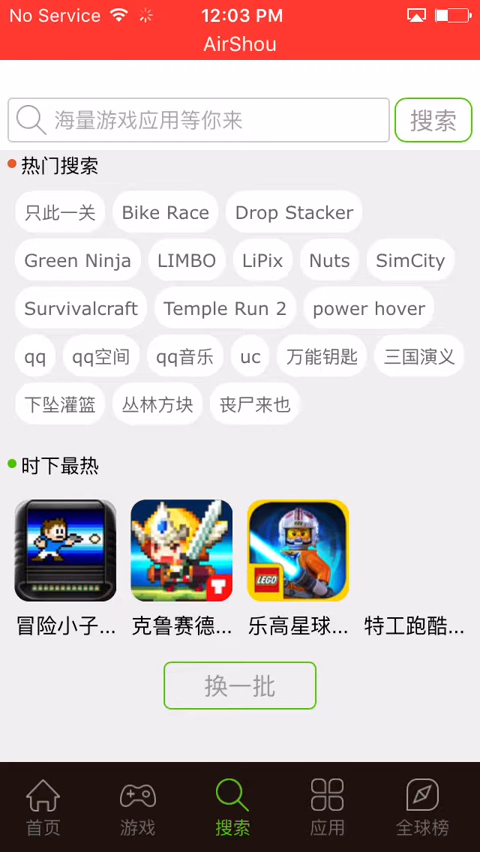 No Service 12:03 PM
AirShou
海量游戏应用等你来 搜索
热门搜索
只此一关 Bike Race Drop Stacker
Green Ninja LIMBO LiPix Nuts SimCity
Survivalcraft Temple Run 2 power hover
qq qq空间 qq音乐 uc 万能钥匙 三国演义
下坠灌篮 丛林方块 丧尸来也
时下最热
T LEGO
冒险小子... 克鲁赛德... 乐高星球... 特工跑酷...
换一批
首页 游戏 搜索 应用 全球榜